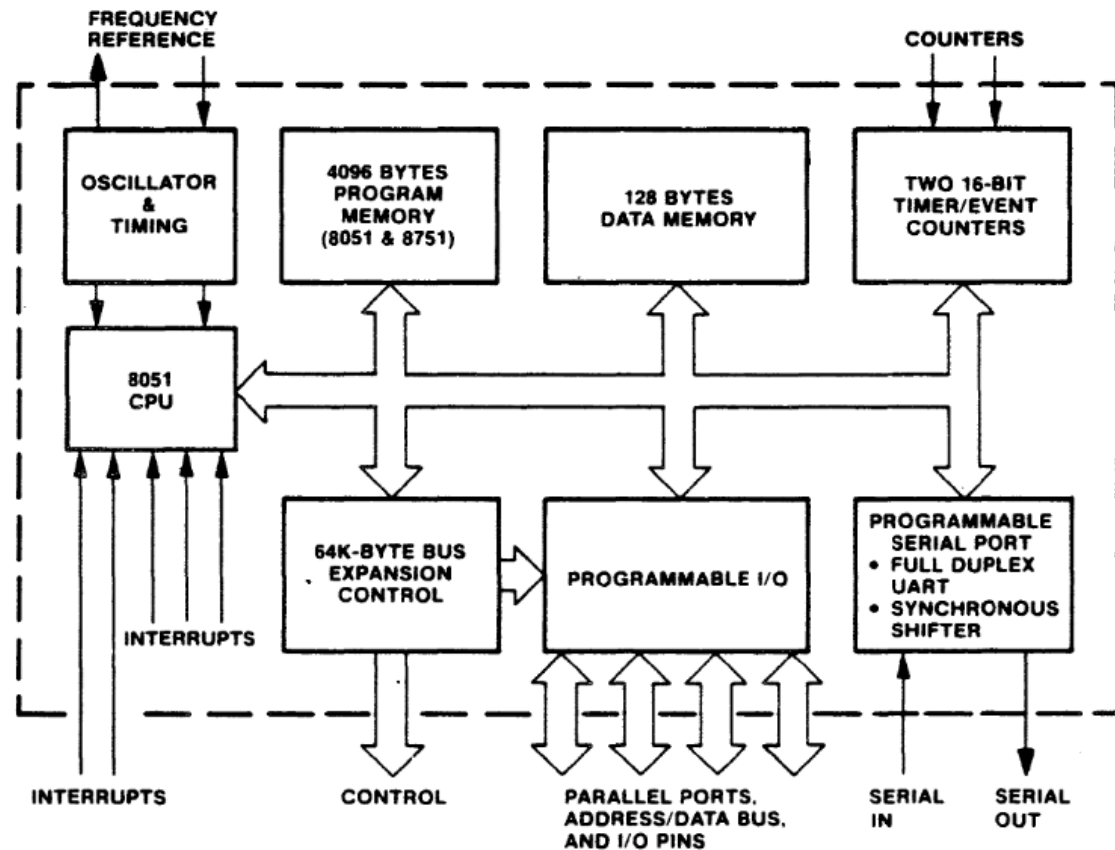 FREQUENCY
REFERENCE
COUNTERS
OSCILLATOR
&
TIMING
4096 BYTES
PROGRAM
MEMORY
(8051 & 8751)
128 BYTES
DATA MEMORY
TWO 16-BIT
TIMER/EVENT
COUNTERS
8051
CPU
64K-BYTE BUS
EXPANSION
CONTROL
PROGRAMMABLE I/O
PROGRAMMABLE
SERIAL PORT
• FULL DUPLEX
UART
• SYNCHRONOUS
SHIFTER
INTERRUPTS
INTERRUPTS
CONTROL
PARALLEL PORTS,
ADDRESS/DATA BUS,
AND I/O PINS
SERIAL
IN
SERIAL
OUT